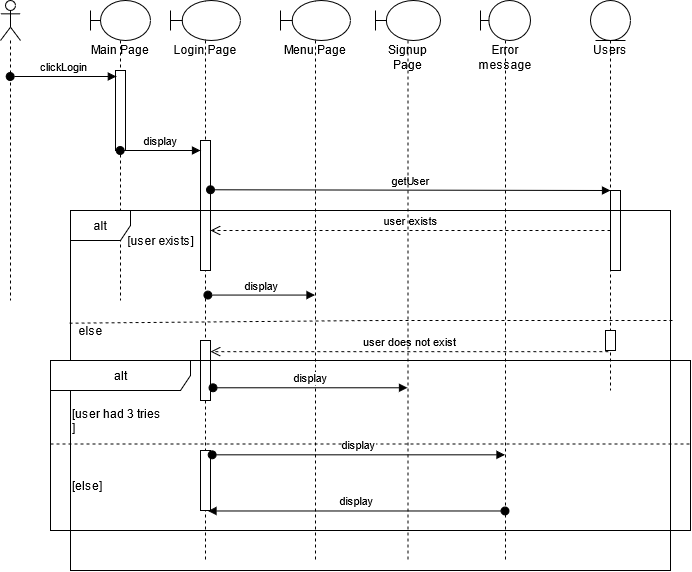 Main Page
Login Page
Menu Page
Signup
Page
Error
message
Users
clickLogin
display
getUser
alt
user exists
[user exists]
display
else
user does not exist
alt
display
[user had 3 tries
]
display
[else]
display